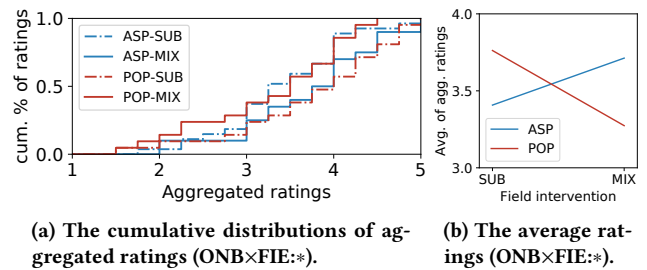 cum. % of ratings
1.0
0.5
0.0
ASP-SUB
ASP-MIX
POP-SUB
POP-MIX
1 2 3 4 5
Aggregated ratings
(a) The cumulative distributions of ag-
gregated ratings (ONB×FIE:*).
Avg. of agg. ratings
4.0
3.5
3.0
ASP
POP
SUB MIX
Field intervention
(b) The average rat-
ings (ONB×FIE:*).